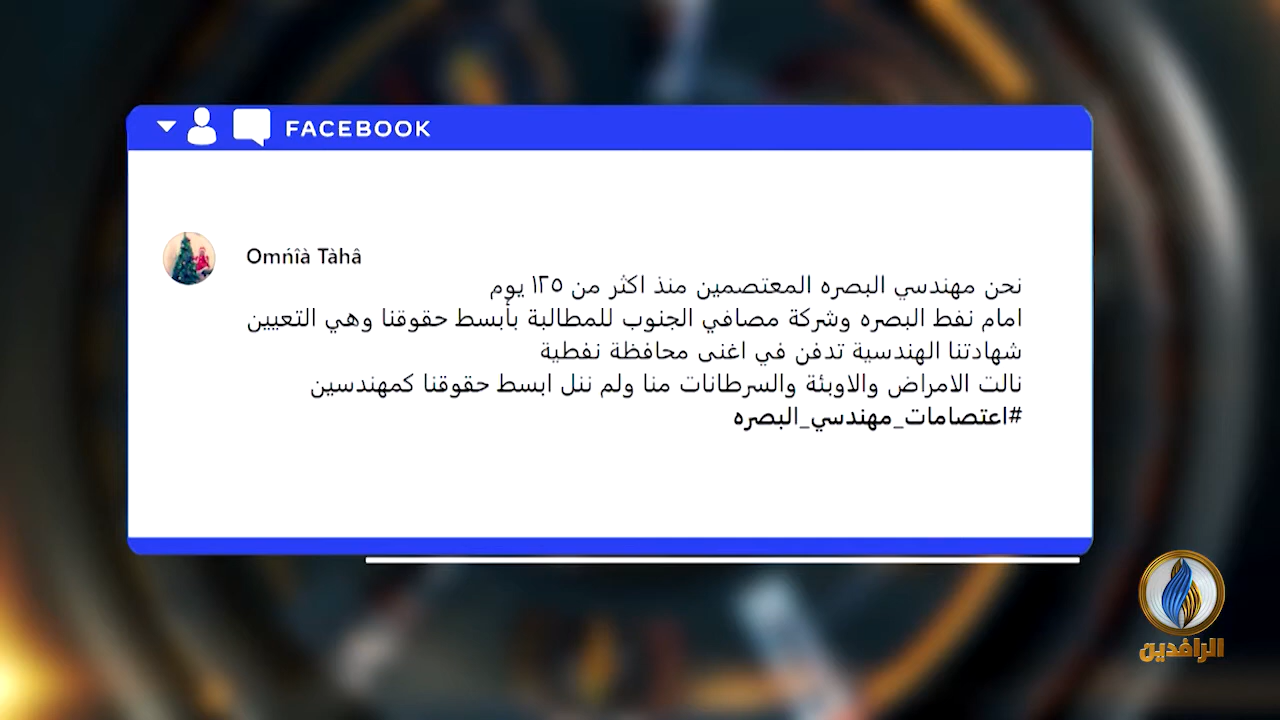 FACEBOOK
Omńîà Tàhâ
نحن مهندسي البصره المعتصمين منذ اكثر من ١٢٥ يوم
امام نفط البصره وشركة مصافي الجنوب للمطالبة بأبسط حقوقنا وهي التعيين
شهادتنا الهندسية تدفن في اغنى محافظة نفطية
نالت الامراض والاوبئة والسرطانات منا ولم ننل ابسط حقوقنا كمهندسين
#اعتصامات_مهندسي_البصره
الرافدين